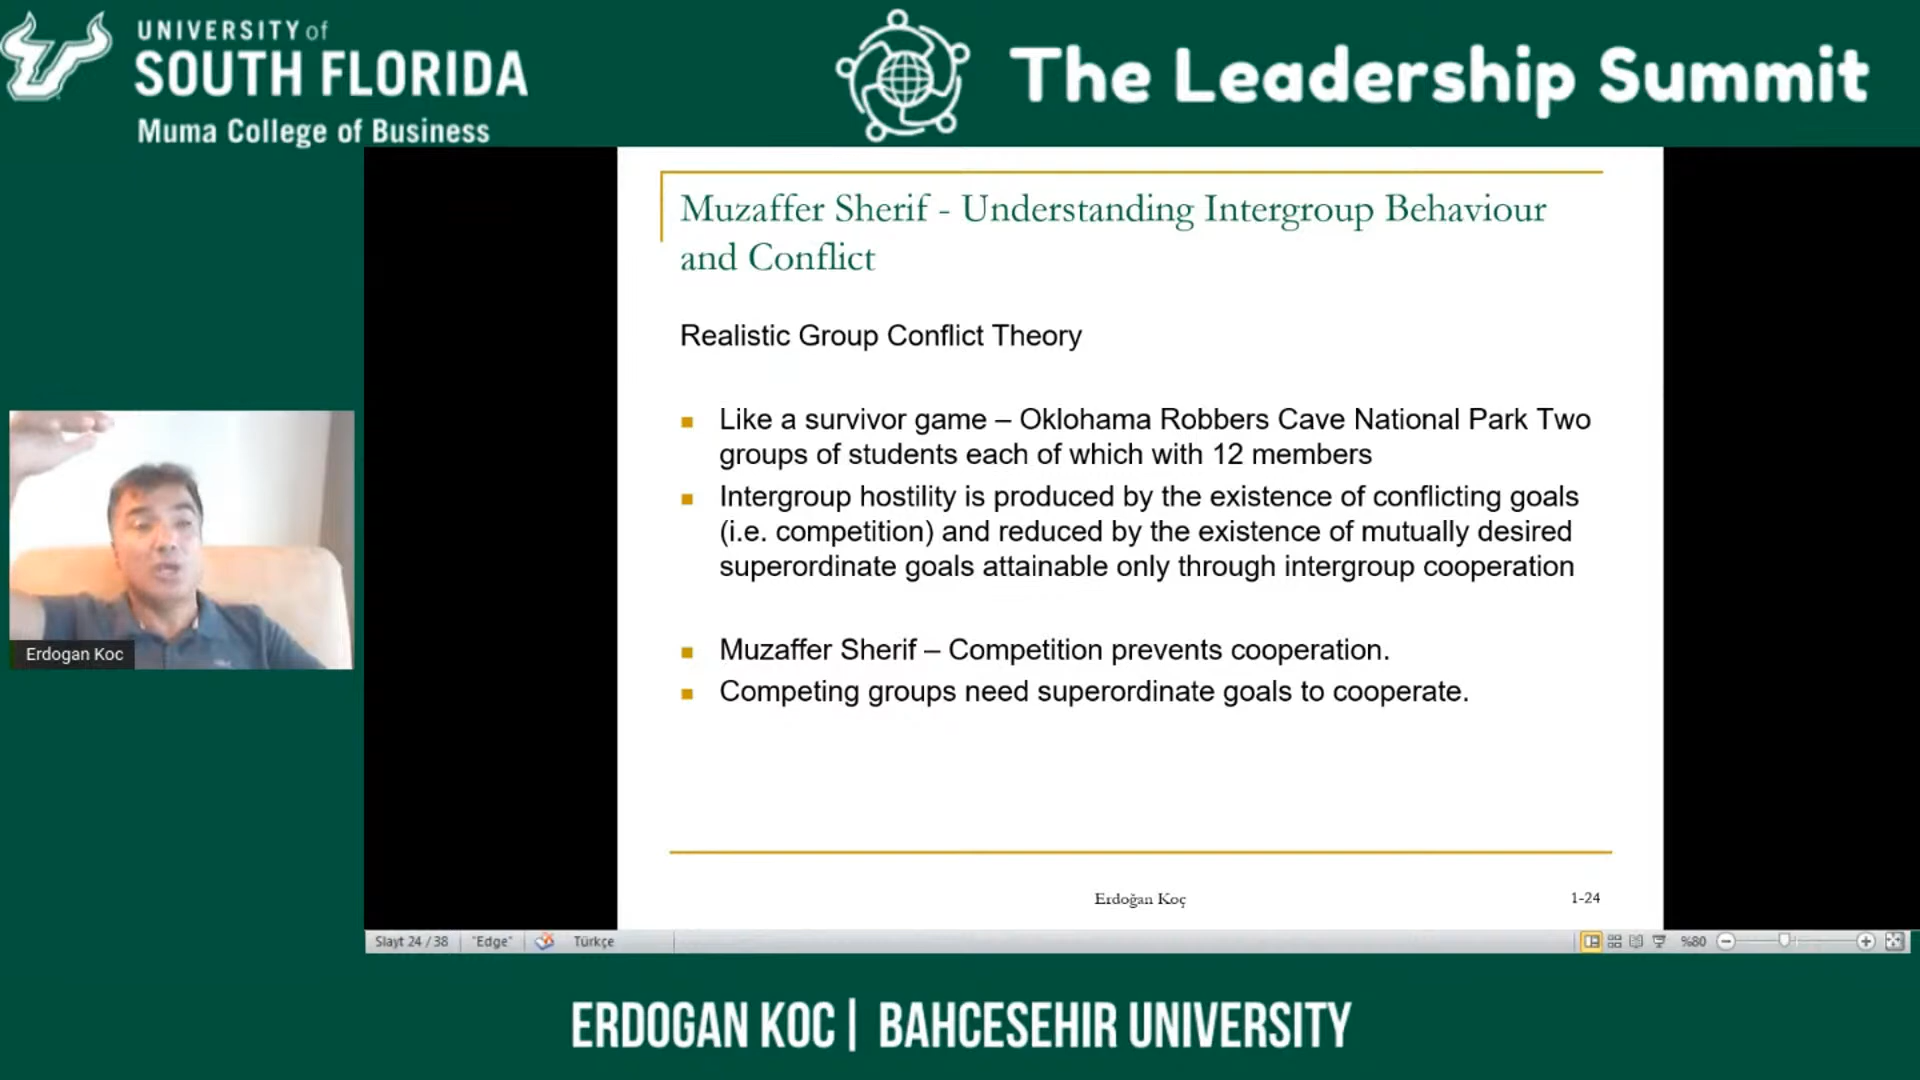 UNIVERSITY of
SOUTH FLORIDA
Muma College of Business
The Leadership Summit
Muzaffer Sherif - Understanding Intergroup Behaviour
and Conflict
Realistic Group Conflict Theory
Like a survivor game – Oklohama Robbers Cave National Park Two
groups of students each of which with 12 members
Intergroup hostility is produced by the existence of conflicting goals
(i.e. competition) and reduced by the existence of mutually desired
superordinate goals attainable only through intergroup cooperation
Muzaffer Sherif – Competition prevents cooperation.
Competing groups need superordinate goals to cooperate.
Erdoğan Koç
1-24
Erdogan Koc
Slayt 24 / 38
"Edge"
Türkçe
%80
ERDOGAN KOC | BAHCESEHIR UNIVERSITY